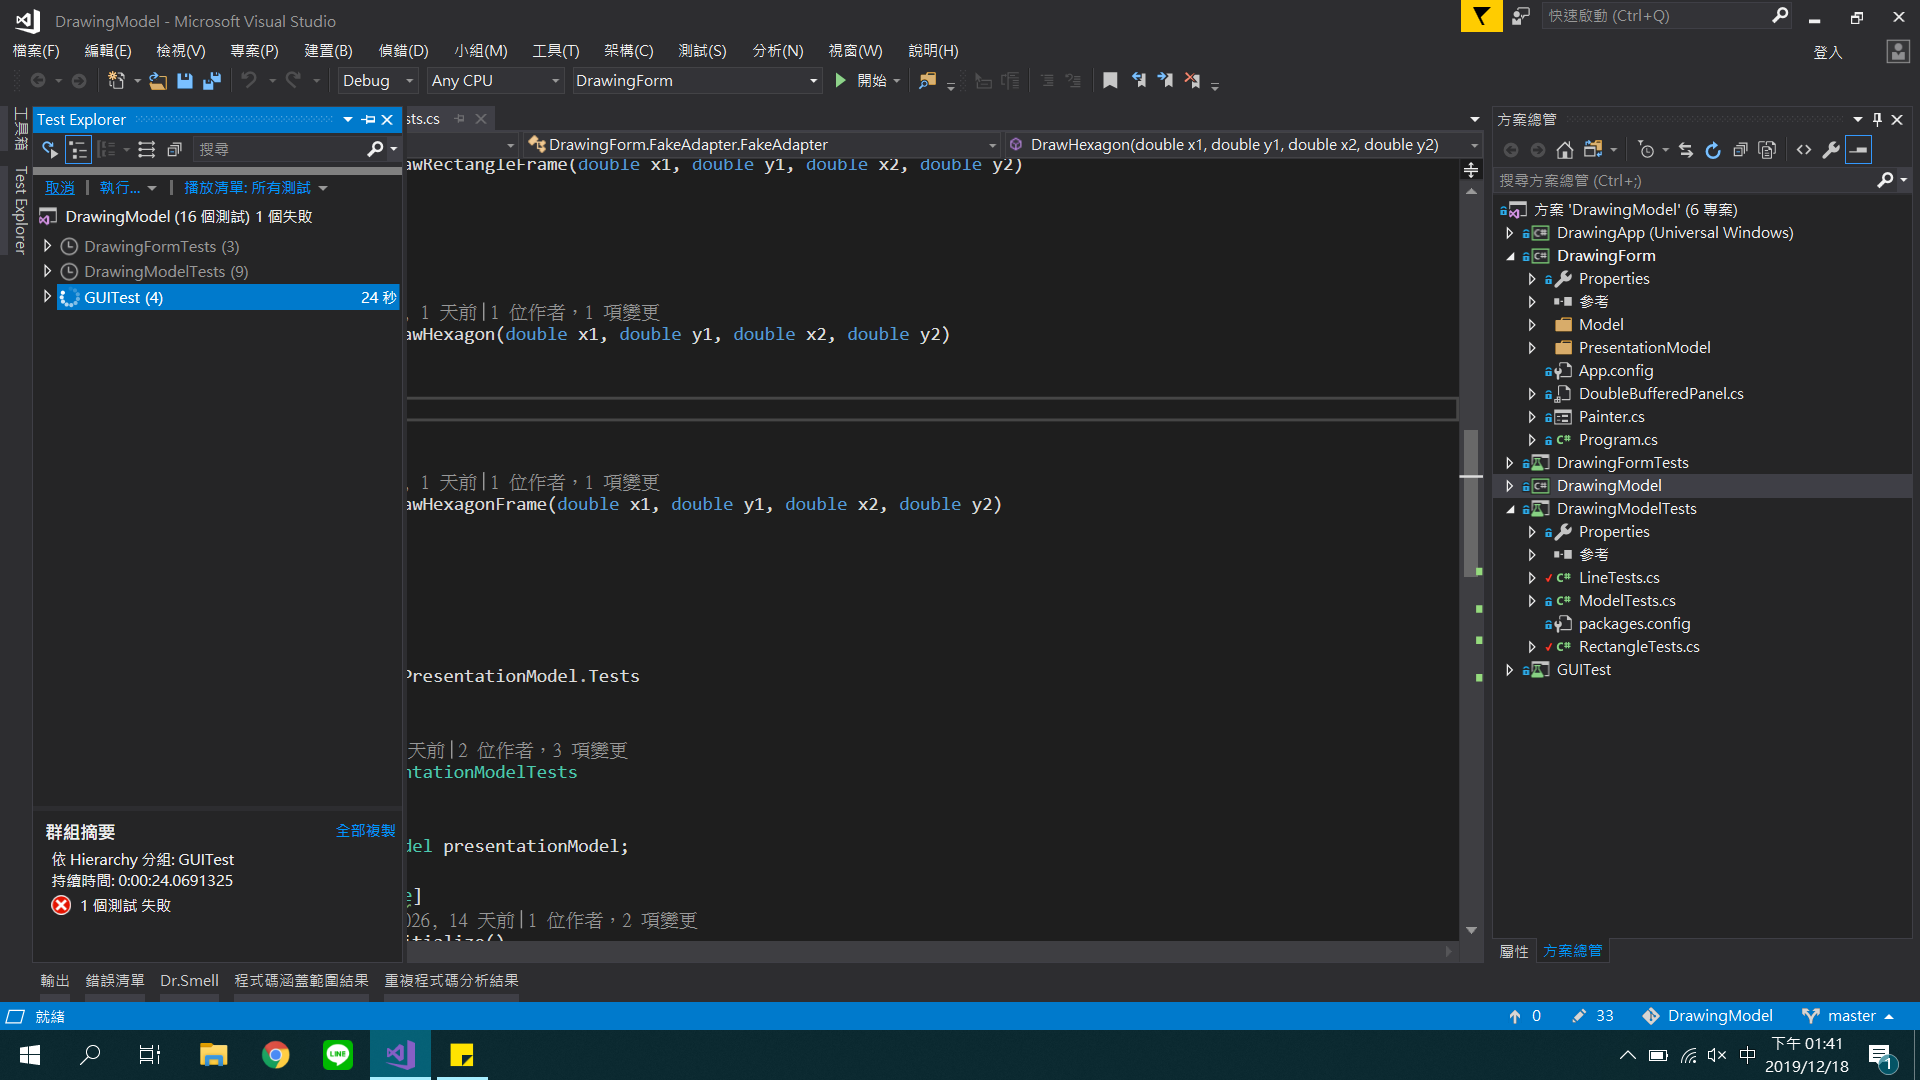 DrawingModel - Microsoft Visual Studio
快速啟動 (Ctrl+Q)
檔案(F) 編輯(E) 檢視(V) 專案(P) 建置(B) 偵錯(D) 小組(M) 工具(T) 架構(C) 測試(S) 分析(N) 視窗(W) 說明(H)
登入
Debug Any CPU DrawingForm 開始
工具箱
Test Explorer
Test Explorer
搜尋
取消 執行... 播放清單: 所有測試
DrawingModel (16 個測試) 1 個失敗
DrawingFormTests (3)
DrawingModelTests (9)
GUITest (4) 24 秒
群組摘要 全部複製
依 Hierarchy 分組: GUITest
持續時間: 0:00:24.0691325
1 個測試 失敗
sts.cs
DrawingForm.FakeAdapter.FakeAdapter DrawHexagon(double x1, double y1, double x2, double y2)
awRectangleFrame(double x1, double y1, double x2, double y2)
, 1 天前|1 位作者，1 項變更
awHexagon(double x1, double y1, double x2, double y2)
, 1 天前|1 位作者，1 項變更
awHexagonFrame(double x1, double y1, double x2, double y2)
PresentationModel.Tests
天前|2 位作者，3 項變更
ntationModelTests
del presentationModel;
e]
026, 14 天前|1 位作者，2 項變更
itialize()
方案總管
搜尋方案總管 (Ctrl+;)
方案 'DrawingModel' (6 專案)
DrawingApp (Universal Windows)
DrawingForm
Properties
參考
Model
PresentationModel
App.config
DoubleBufferedPanel.cs
Painter.cs
Program.cs
DrawingFormTests
DrawingModel
DrawingModelTests
Properties
參考
LineTests.cs
ModelTests.cs
packages.config
RectangleTests.cs
GUITest
屬性 方案總管
輸出 錯誤清單 Dr.Smell 程式碼涵蓋範圍結果 重複程式碼分析結果
就緒 0 33 DrawingModel master
LINE
中
下午 01:41
2019/12/18
1